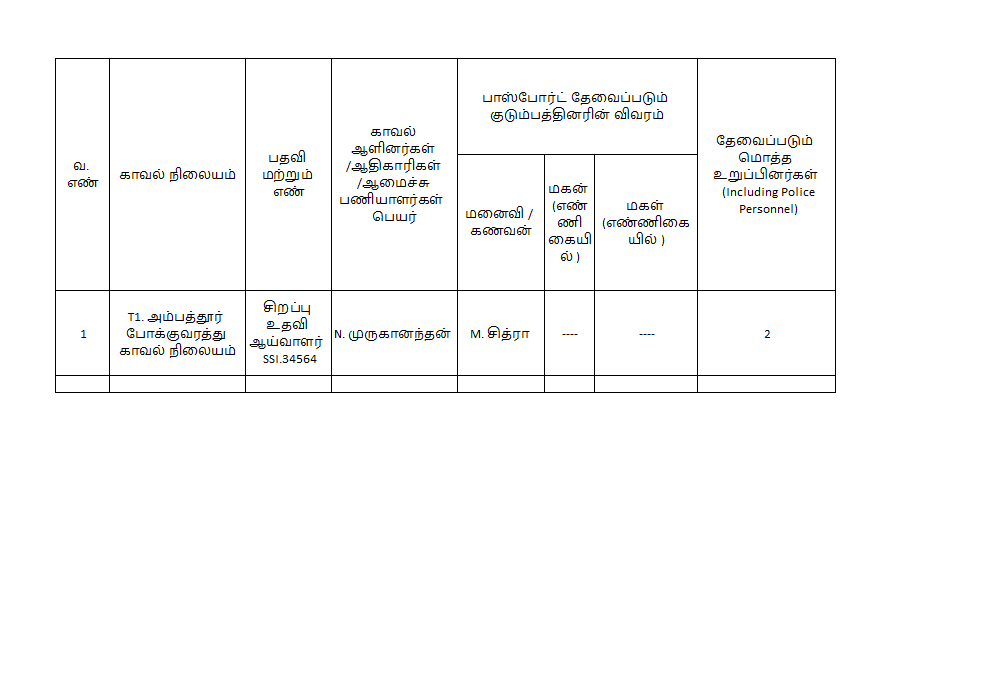 வ.
எண்
காவல் நிலையம்
பதவி
மற்றும்
எண்
காவல்
ஆளினர்கள்
/ஆதிகாரிகள்
/ஆமைச்சு
பணியாளர்கள்
பெயர்
பாஸ்போர்ட் தேவைப்படும்
குடும்பத்தினரின் விவரம்
மனைவி /
கணவன்
மகன்
(எண்
ணி
கையி
ல் )
மகள்
(எண்ணிகை
யில் )
தேவைப்படும்
மொத்த
உறுப்பினர்கள்
(Including Police
Personnel)
1
T1. அம்பத்தூர்
போக்குவரத்து
காவல் நிலையம்
சிறப்பு
உதவி
ஆய்வாளர்
SSI.34564
N. முருகானந்தன்
M. சித்ரா
----
----
2